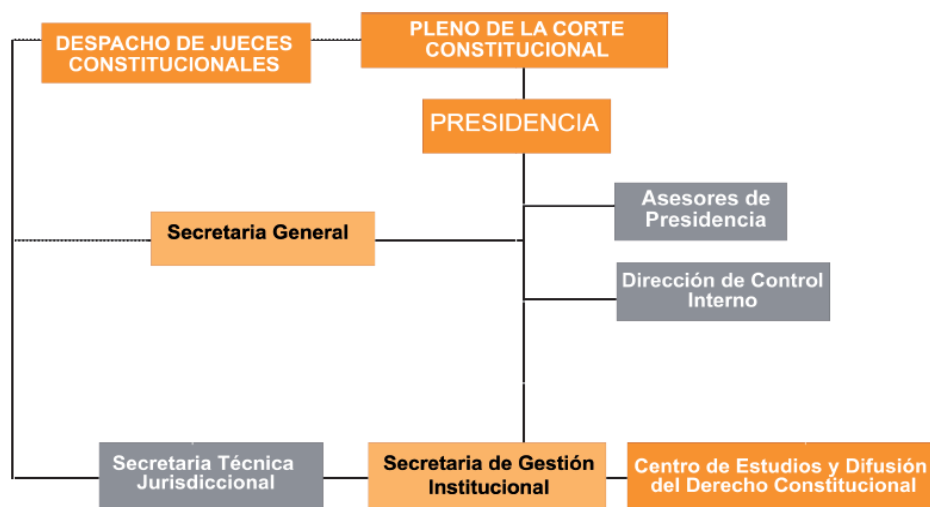 DESPACHO DE JUECES
CONSTITUCIONALES
PLENO DE LA CORTE
CONSTITUCIONAL
PRESIDENCIA
Asesores de
Presidencia
Secretaria General
Dirección de Control
Interno
Secretaria Técnica
Jurisdiccional
Secretaria de Gestión
Institucional
Centro de Estudios y Difusión
del Derecho Constitucional